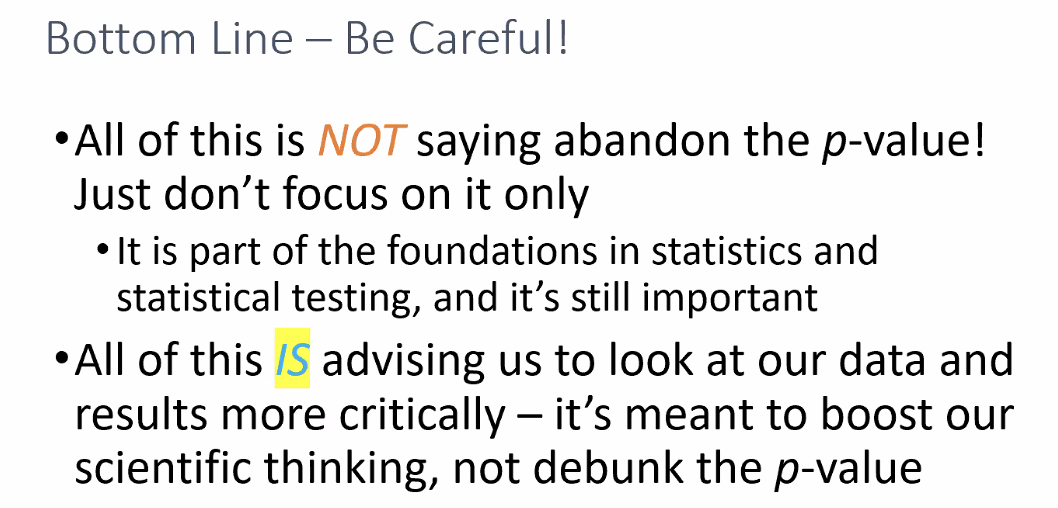 Bottom Line – Be Careful!
•All of this is NOT saying abandon the p-value!
Just don’t focus on it only
•It is part of the foundations in statistics and
statistical testing, and it’s still important
•All of this IS advising us to look at our data and
results more critically – it’s meant to boost our
scientific thinking, not debunk the p-value